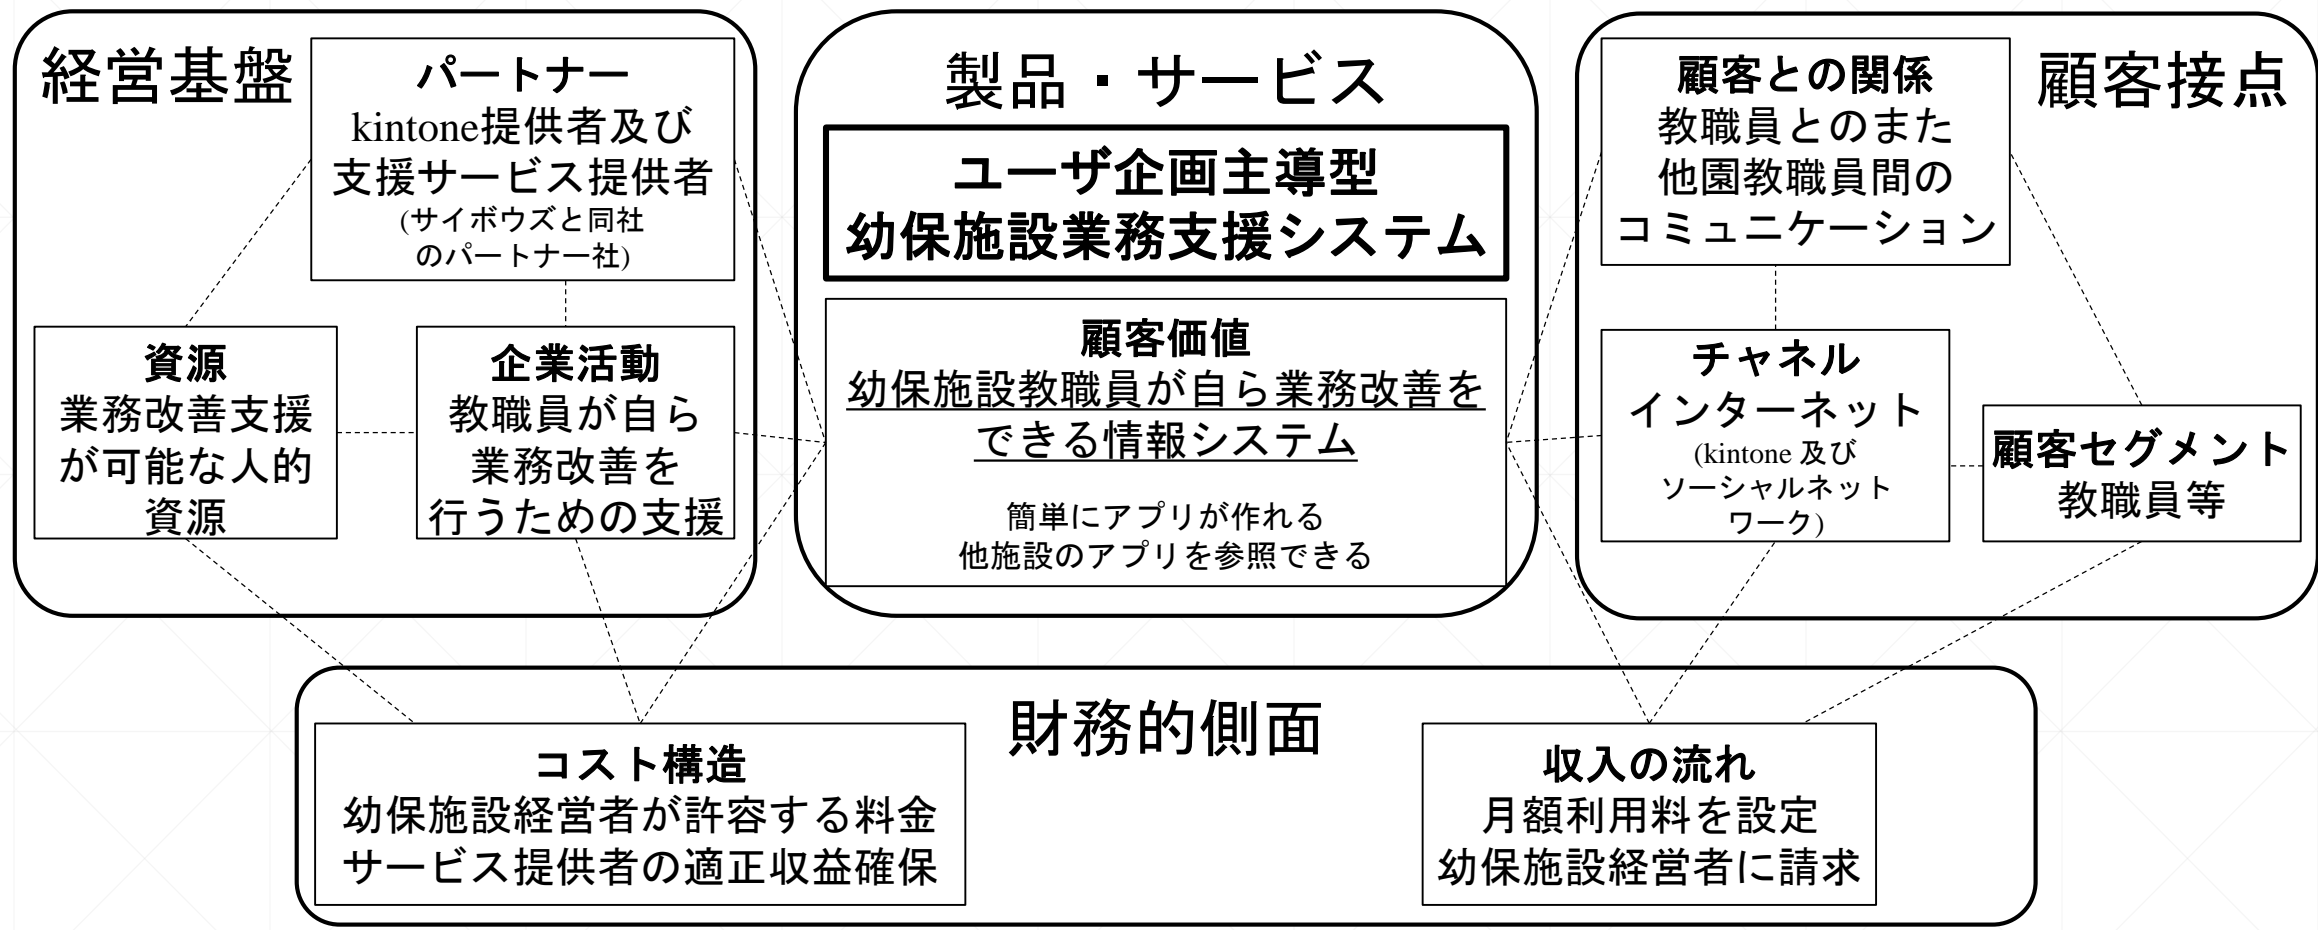 経営基盤
パートナー
kintone提供者及び
支援サービス提供者
(サイボウズと同社
のパートナー社)
資源
業務改善支援
が可能な人的
資源
企業活動
教職員が自ら
業務改善を
行うための支援
製品・サービス
ユーザ企画主導型
幼保施設業務支援システム
顧客価値
幼保施設教職員が自ら業務改善を
できる情報システム
簡単にアプリが作れる
他施設のアプリを参照できる
顧客接点
顧客との関係
教職員とのまた
他園教職員間の
コミュニケーション
チャネル
インターネット
(kintone 及び
ソーシャルネット
ワーク)
顧客セグメント
教職員等
財務的側面
コスト構造
幼保施設経営者が許容する料金
サービス提供者の適正収益確保
収入の流れ
月額利用料を設定
幼保施設経営者に請求